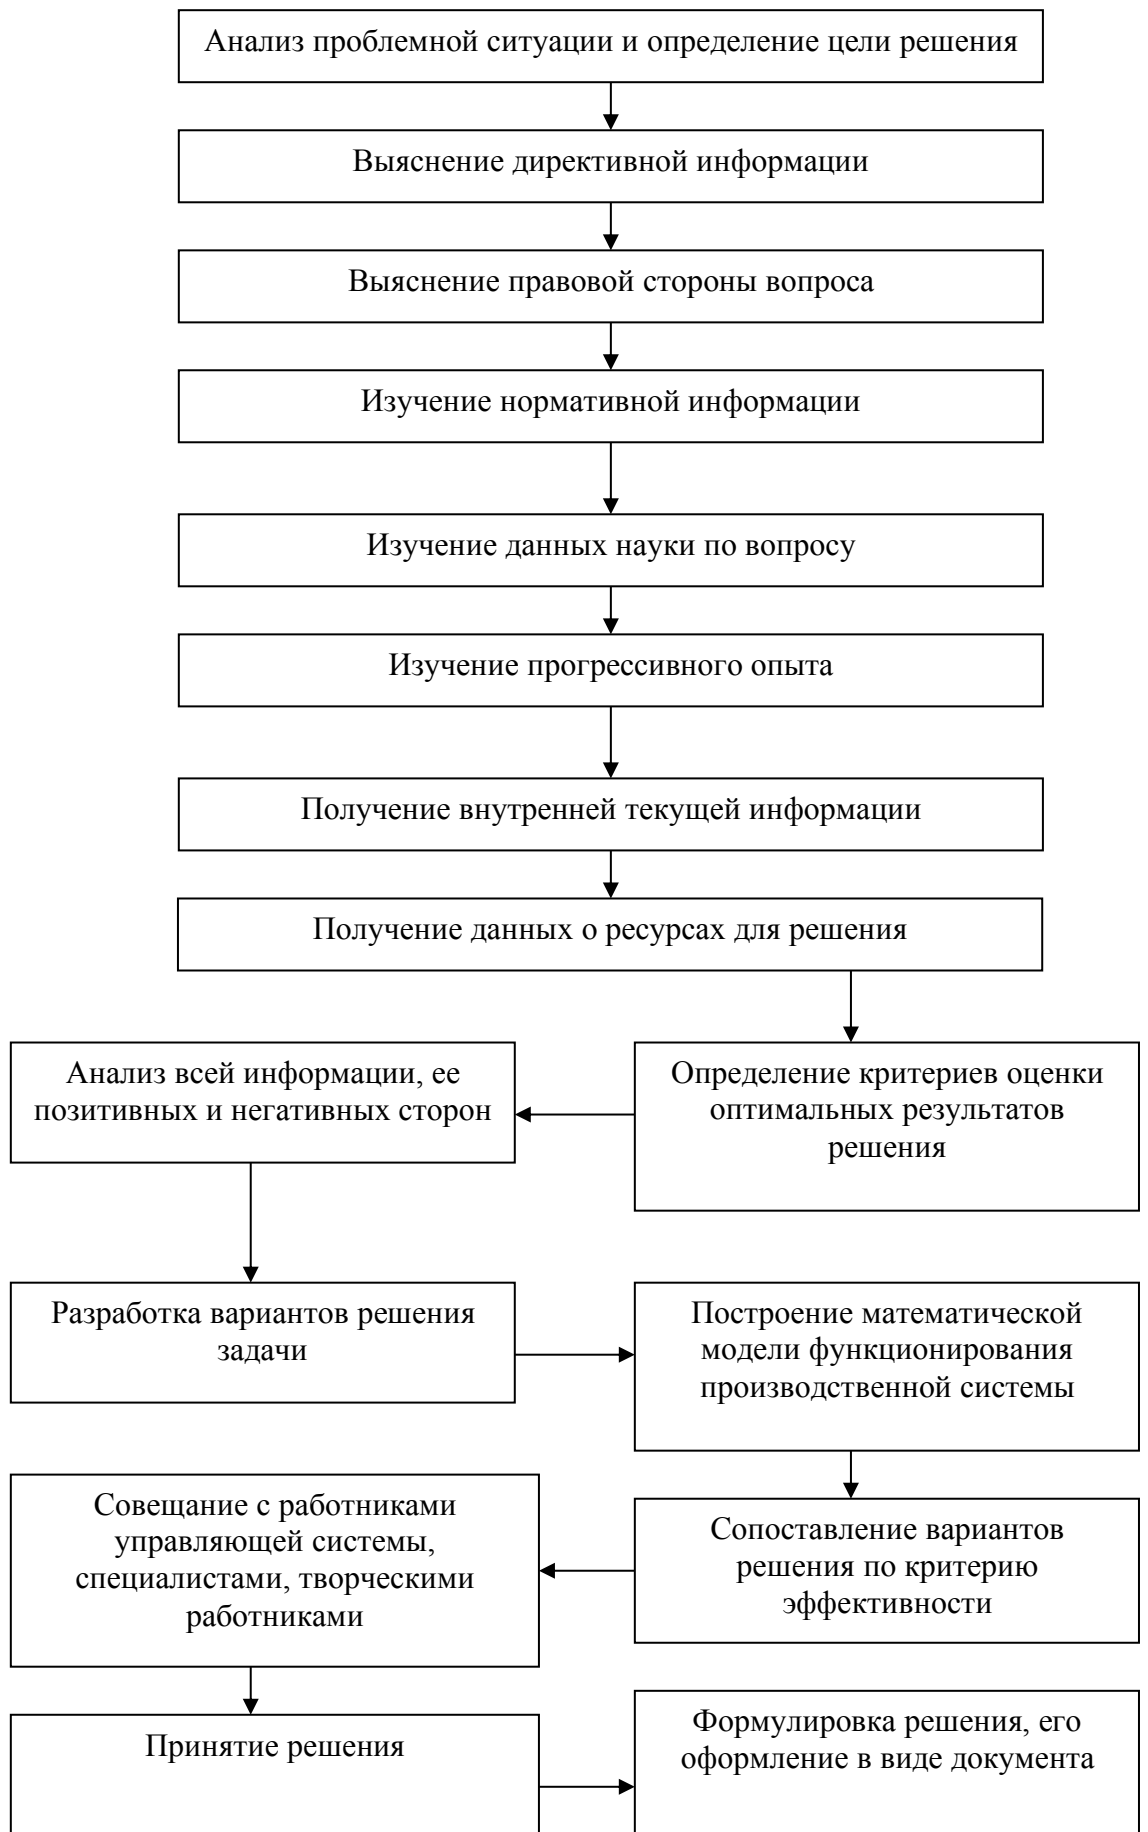 Анализ проблемной ситуации и определение цели решения
Выяснение директивной информации
Выяснение правовой стороны вопроса
Изучение нормативной информации
Изучение данных науки по вопросу
Изучение прогрессивного опыта
Получение внутренней текущей информации
Получение данных о ресурсах для решения
Определение критериев оценки
оптимальных результатов
решения
Анализ всей информации, ее
позитивных и негативных сторон
Разработка вариантов решения
задачи
Построение математической
модели функционирования
производственной системы
Сопоставление вариантов
решения по критерию
эффективности
Совещание с работниками
управляющей системы,
специалистами, творческими
работниками
Принятие решения
Формулировка решения, его
оформление в виде документа